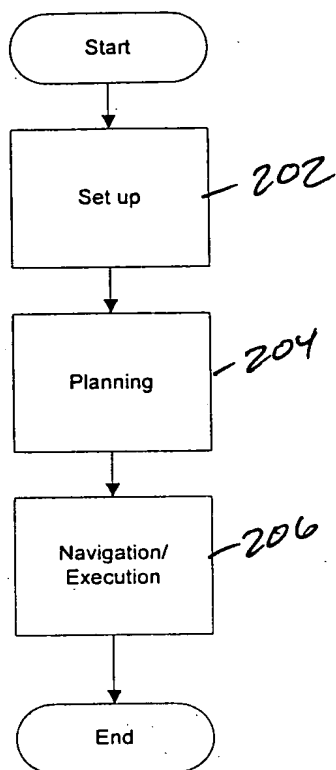 Start
Set up
202
Planning
204
Navigation/
Execution
206
End